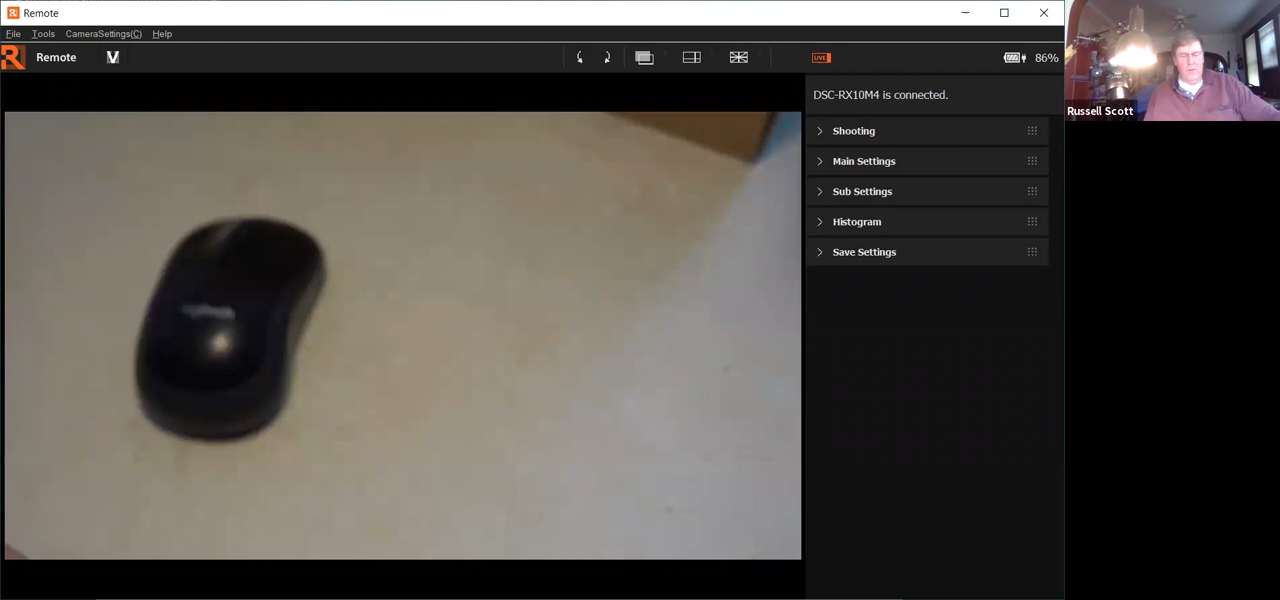 Remote
File Tools CameraSettings(C) Help
Remote
LIVE
86%
DSC-RX10M4 is connected.
Shooting
Main Settings
Sub Settings
Histogram
Save Settings
Russell Scott